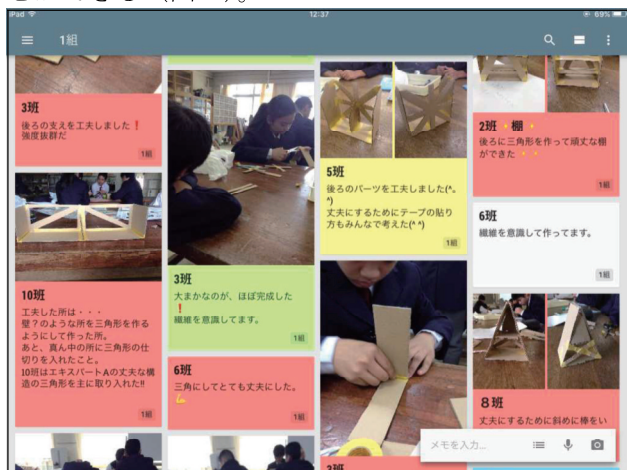 iPad
12:37
69%
1組
3班
後ろの支えを工夫しました❗
強度抜群だ
1組
10班
工夫した所は・・・
壁?のような所を三角形を作る
ようにして作った所。
あと、真ん中の所に三角形の仕
切りを入れたこと。
10班はエキスパートAの丈夫な構
造の三角形を主に取り入れた!!
1組
3班
大まかなのが、ほぼ完成した
❗
繊維を意識してます。
1組
6班
三角にしてとても丈夫にした。
💪
1組
5班
後ろのパーツを工夫しました(^。
^)
丈夫にするためにテープの貼り
方もみんなで考えた(^ ^)
1組
3班
2班🔸棚🔸
後ろに三角形を作って頑丈な棚
ができた🔸🔸
1組
6班
繊維を意識して作ってます。
1組
8班
丈夫にするために斜めに棒をい
メモを入力...